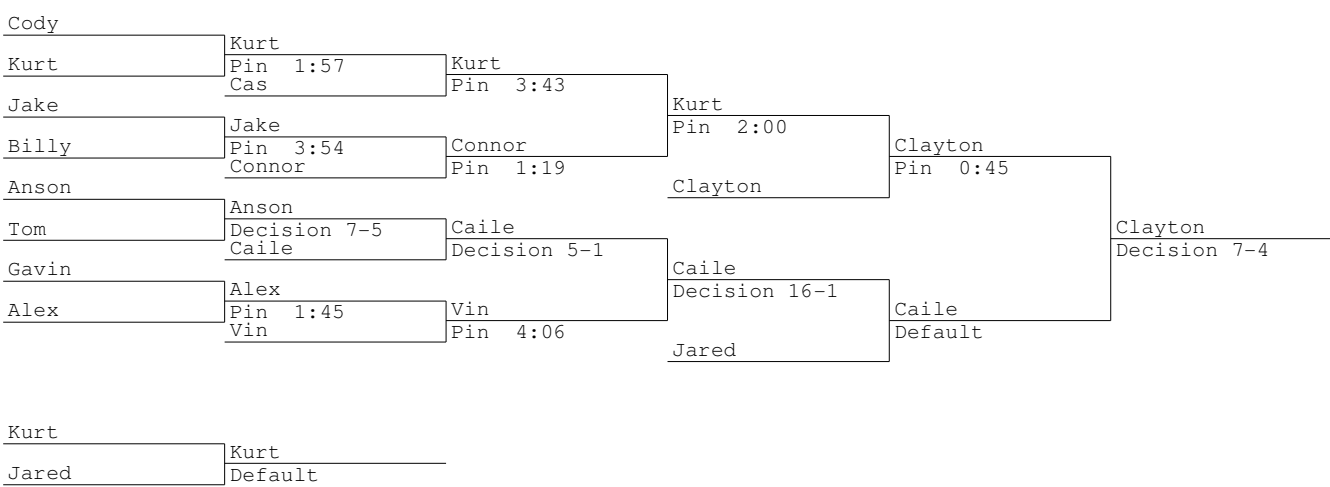 Cody
Kurt
Kurt
Pin 1:57
Cas
Kurt
Pin 3:43
Jake
Billy
Jake
Pin 3:54
Connor
Connor
Pin 1:19
Kurt
Pin 2:00
Clayton
Clayton
Pin 0:45
Anson
Tom
Anson
Decision 7-5
Caile
Caile
Decision 5-1
Gavin
Alex
Alex
Pin 1:45
Vin
Vin
Pin 4:06
Caile
Decision 16-1
Jared
Caile
Default
Clayton
Decision 7-4
Kurt
Jared
Kurt
Default